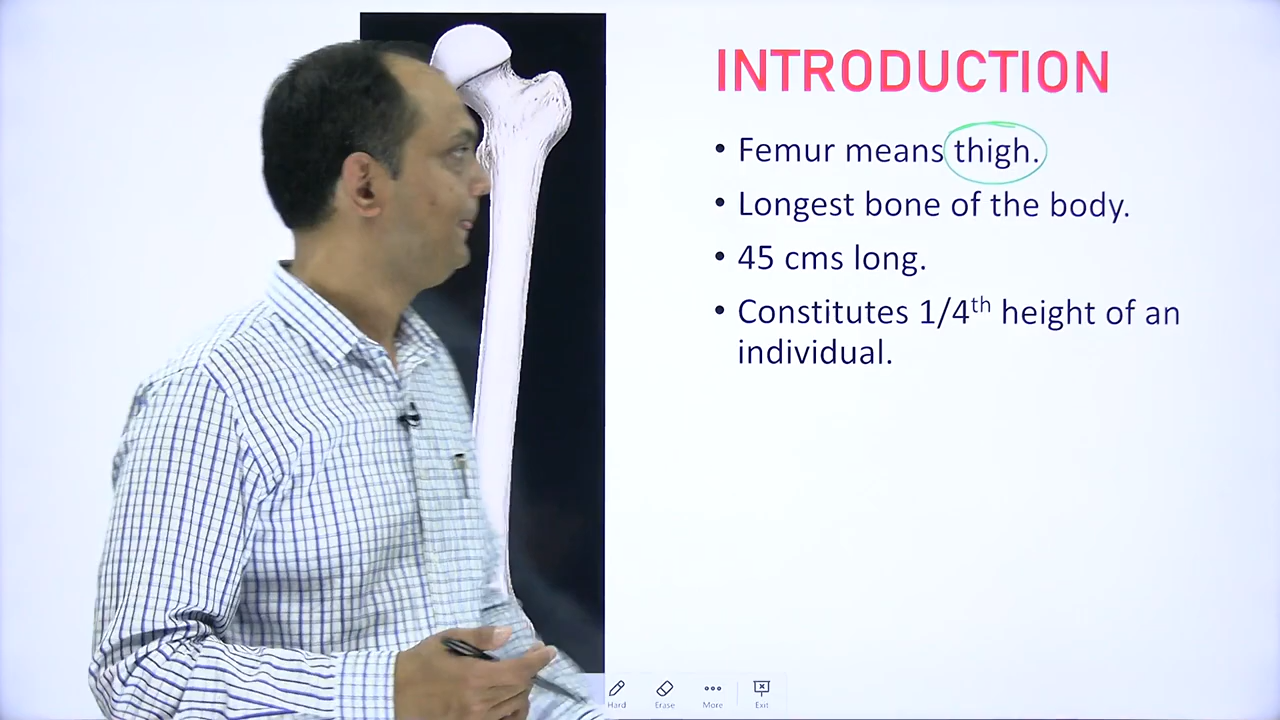 INTRODUCTION
• Femur means thigh.
• Longest bone of the body.
• 45 cms long.
• Constitutes 1/4th height of an
individual.
Hard Erase More Exit